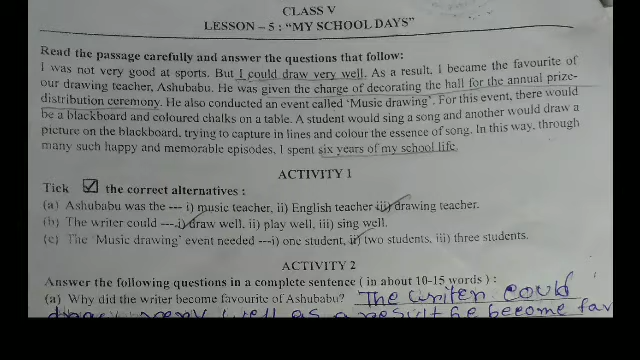 CLASS V
LESSON - 5 : "MY SCHOOL DAYS"
Read the passage carefully and answer the questions that follow:
I was not very good at sports. But I could draw very well. As a result, I became the favourite of
our drawing teacher, Ashubabu. He was given the charge of decorating the hall for the annual prize-
distribution ceremony. He also conducted an event called 'Music drawing'. For this event, there would
be a blackboard and coloured chalks on a table. A student would sing a song and another would draw a
picture on the blackboard, trying to capture in lines and colour the essence of song. In this way, through
many such happy and memorable episodes, I spent six years of my school life.
ACTIVITY 1
Tick ☑ the correct alternatives :
(a) Ashubabu was the --- i) music teacher, ii) English teacher iii) drawing teacher.
(b) The writer could ---.i) draw well, ii) play well, iii) sing well.
(c) The 'Music drawing' event needed ---i) one student, ii) two students, iii) three students.
ACTIVITY 2
Answer the following questions in a complete sentence ( in about 10-15 words) :
(a) Why did the writer become favourite of Ashubabu? The writer could
draw very well as a result he become fav